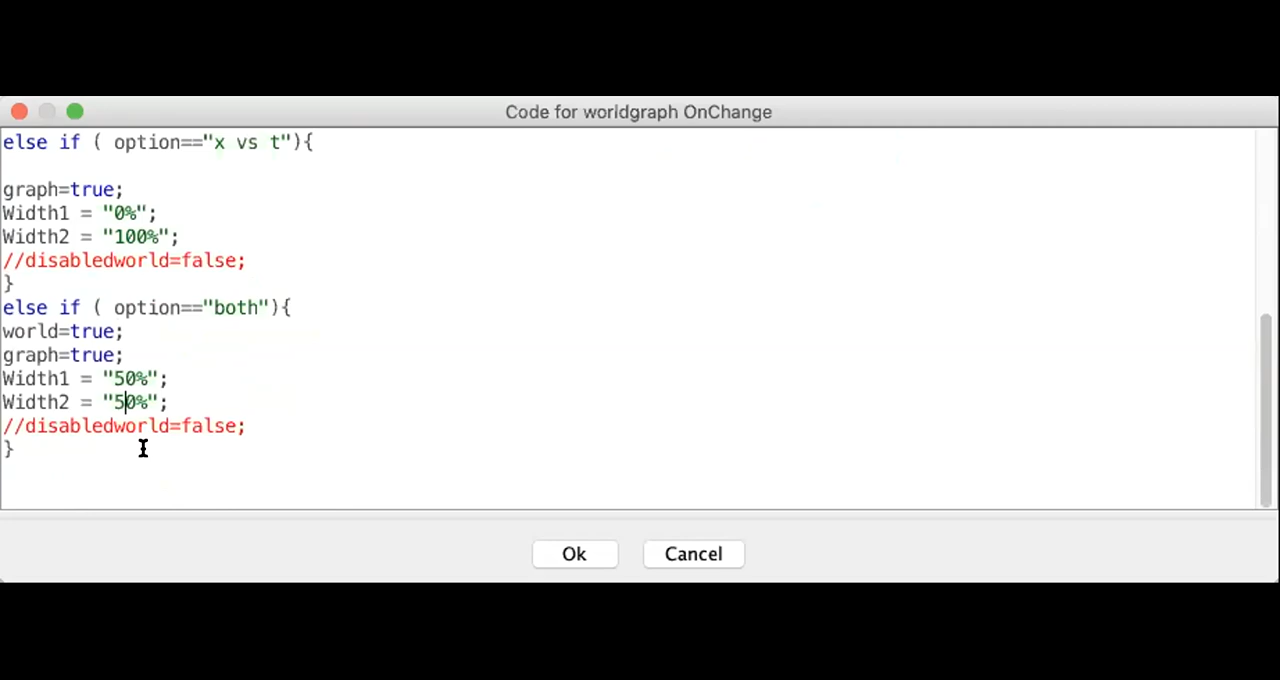 Code for worldgraph OnChange
else if ( option=="x vs t"){
graph=true;
Width1 = "0%";
Width2 = "100%";
//disabledworld=false;
}
else if ( option=="both"){
world=true;
graph=true;
Width1 = "50%";
Width2 = "50%";
//disabledworld=false;
}
Ok
Cancel